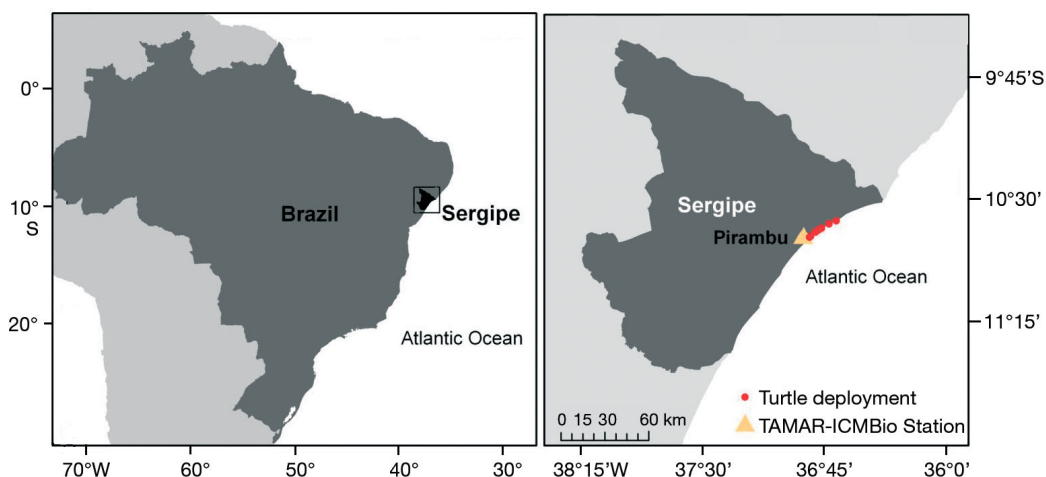 0°
10°
S
20°
Brazil
Sergipe
Atlantic Ocean
70°W
60°
50°
40°
30°
Sergipe
Pirambu
Atlantic Ocean
9°45’S
10°30’
11°15’
Turtle deployment
TAMAR-ICMBio Station
0 15 30 60 km
38°15’W
37°30’
36°45’
36°0’